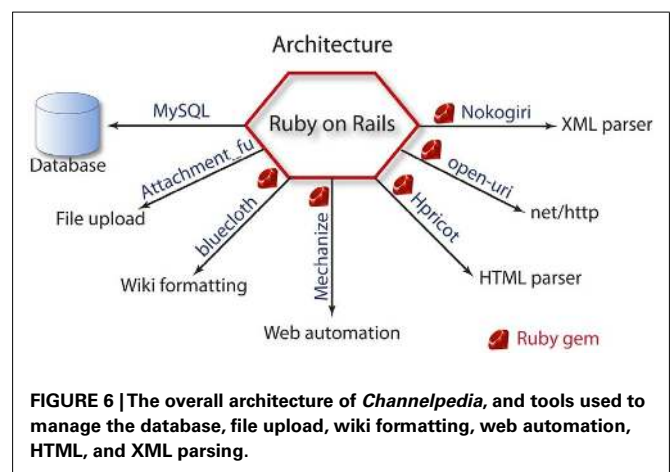 Architecture
Ruby on Rails
MySQL
Database
Attachment_fu
File upload
bluecloth
Wiki formatting
Mechanize
Web automation
Hpricot
HTML parser
open-uri
net/http
Nokogiri
XML parser
Ruby gem
FIGURE 6 | The overall architecture of Channelpedia, and tools used to
manage the database, file upload, wiki formatting, web automation,
HTML, and XML parsing.